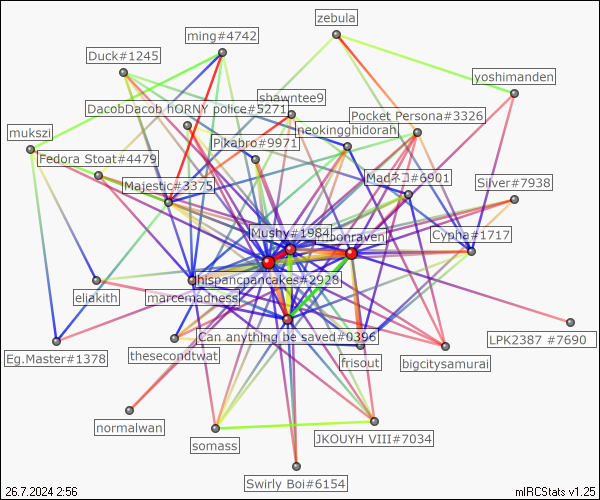 zebula
ming#4742
Duck#1245
yoshimanden
shawntee9
DacobDacob hORNY police#5271
Pocket Persona#3326
neokingghidorah
mukszi
Pikabro#9971
Fedora Stoat#4479
Majestic#3375
Madネコ#6901
Silver#7938
Mushy#1984
Cypha#1717
hispancpancakes#2928
eliakith
marcemadness
Can anything be saved#0396
LPK2387 #7690
Eg.Master#1378
thesecondtwat
frisout
bigcitysamurai
normalwan
somass
JKOUYH VIII#7034
Swirly Boi#6154
26.7.2024 2:56
mIRCStats v1.25